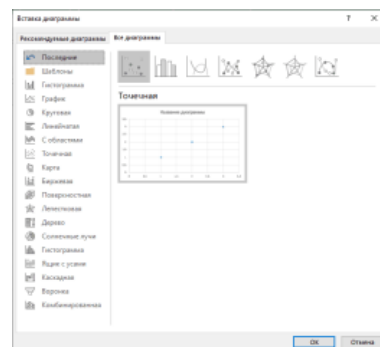 Вставка диаграммы
Рекомендуемые диаграммы Все диаграммы
Последние
Шаблоны
Гистограмма
График
Круговая
Линейчатая
С областями
Точечная
Карта
Биржевая
Поверхностная
Лепестковая
Дерево
Солнечные лучи
Гистограмма
Ящик с усами
Каскадная
Воронка
Комбинированная
Точечная
Название диаграммы
ОК Отмена